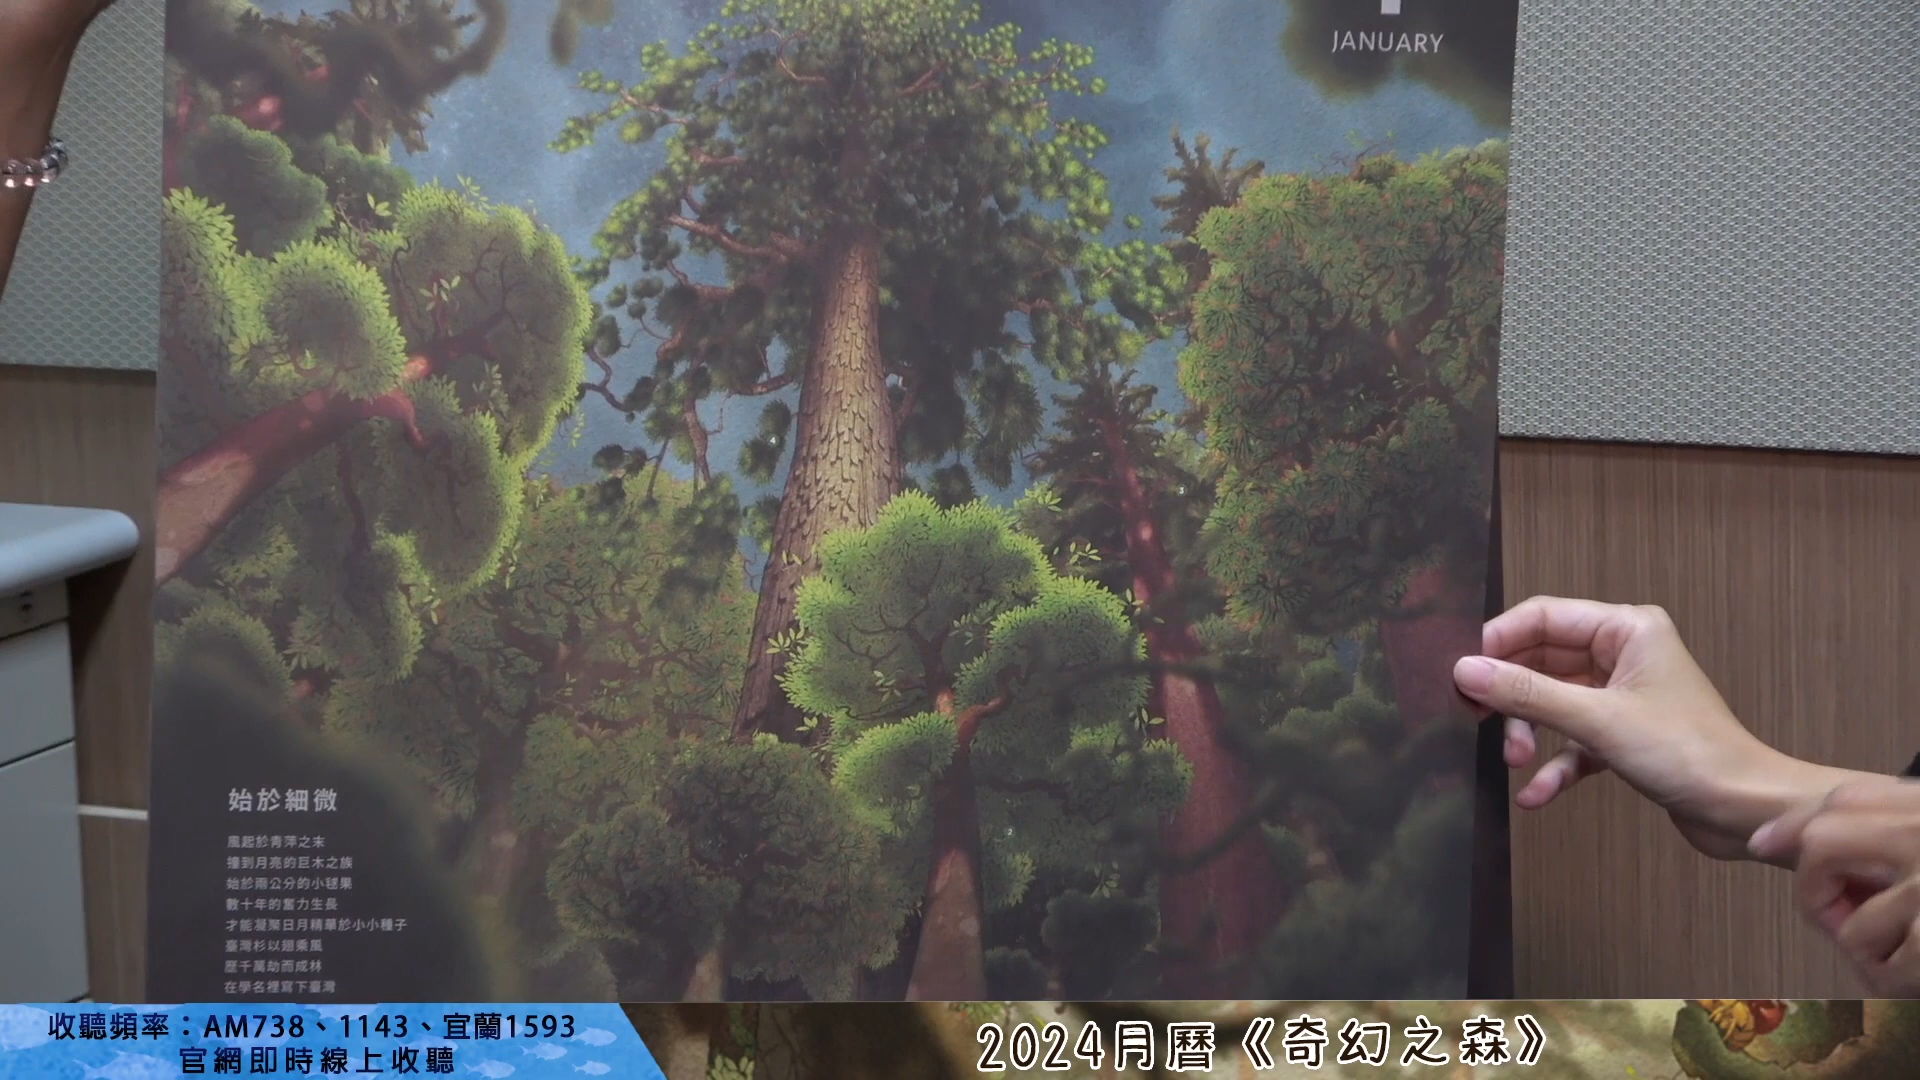 JANUARY
4
3
2
始於細微
風起於青萍之末
撞到月亮的巨木之族
始於兩公分的小毬果
數十年的奮力生長
才能凝聚日月精華於小小種子
臺灣杉以翅乘風
歷千萬劫而成林
在學名裡寫下臺灣
收聽頻率：AM738、1143、宜蘭1593
官網即時線上收聽
2024月曆《奇幻之森》